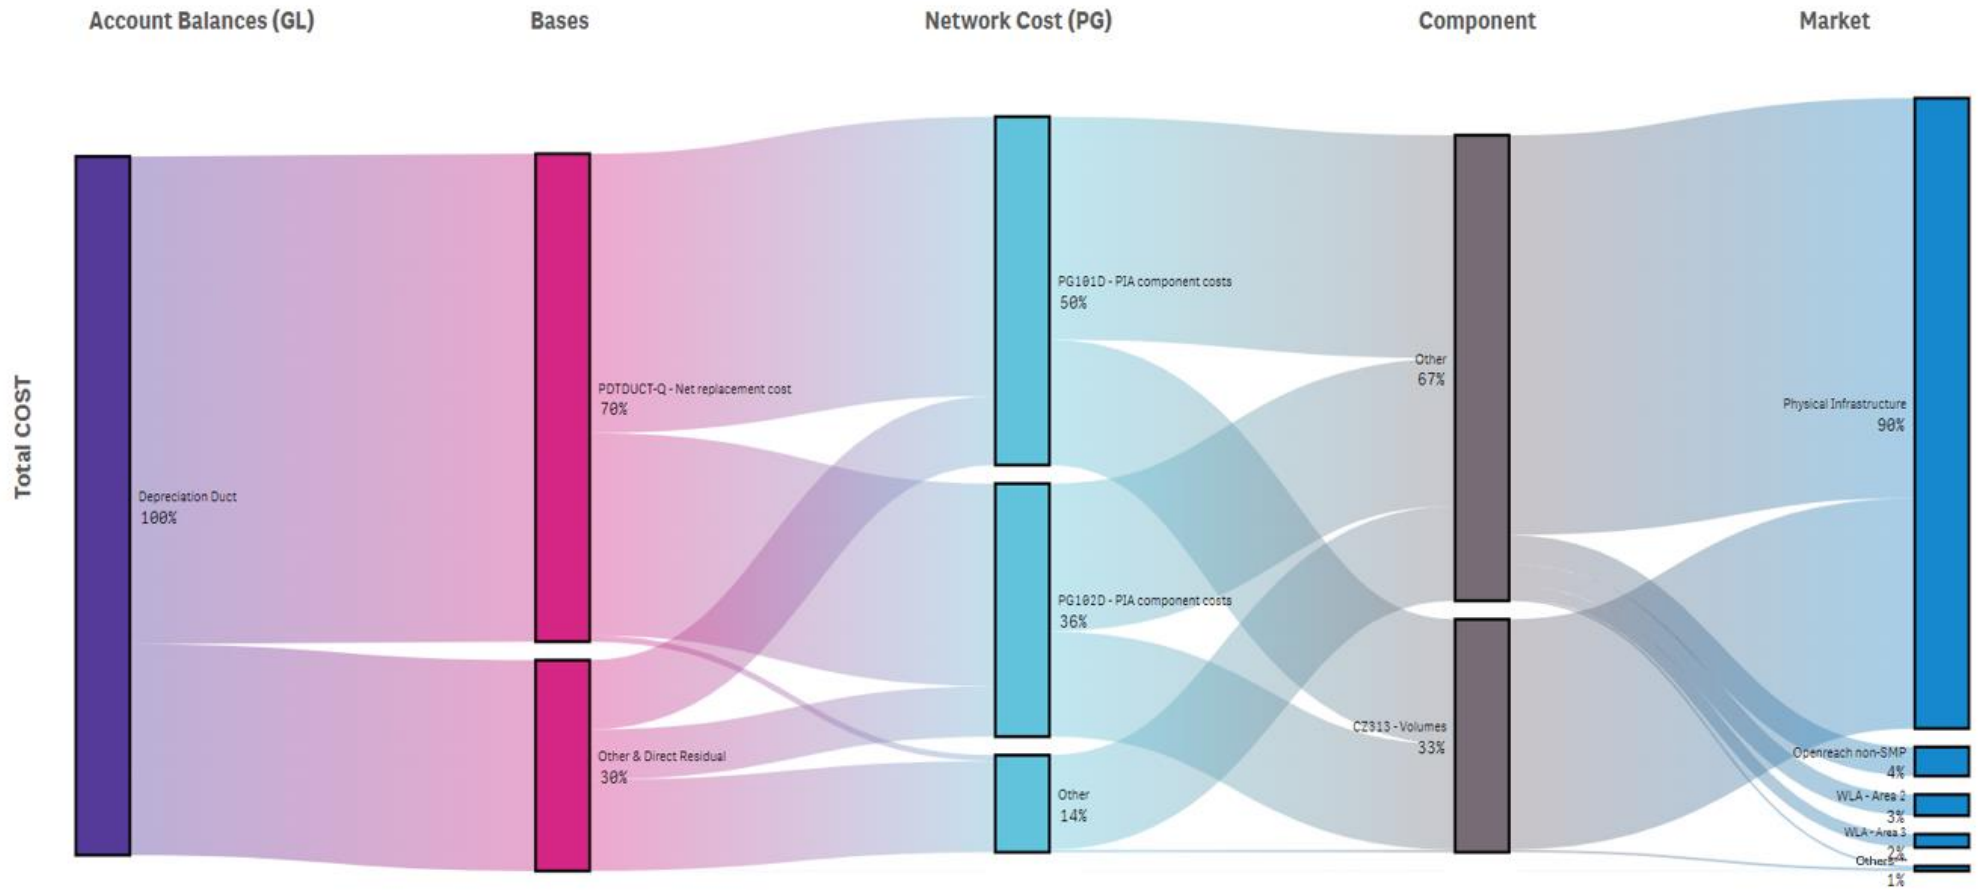 Account Balances (GL)
Bases
Network Cost (PG)
Component
Market
Total COST
Depreciation Duct
100%
PDTDUCT-Q - Net replacement cost
70%
Other & Direct Residual
30%
PG101D - PIA component costs
50%
PG102D - PIA component costs
36%
Other
14%
Other
67%
CZ313 - Volumes
33%
Physical Infrastructure
90%
Openreach non-SMP
4%
WLA - Area 2
3%
WLA - Area 3
2%
Others
1%